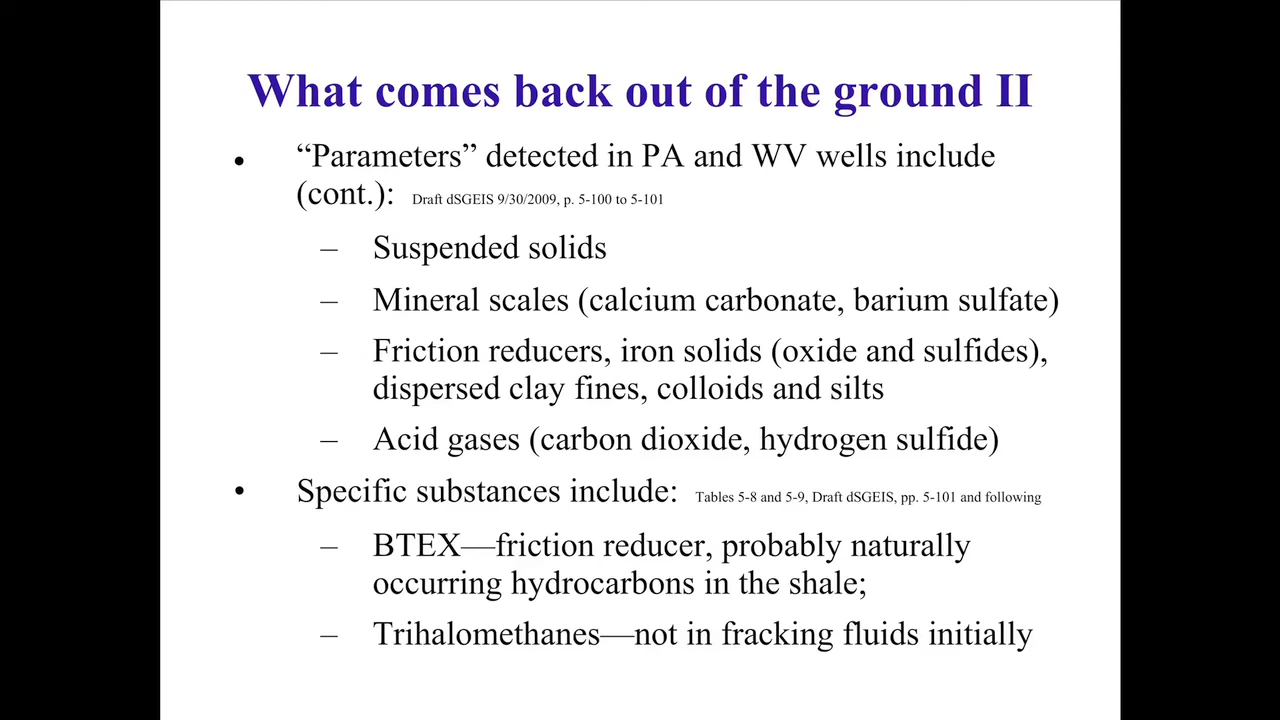 What comes back out of the ground II
• “Parameters” detected in PA and WV wells include
(cont.): Draft dSGEIS 9/30/2009, p. 5-100 to 5-101
– Suspended solids
– Mineral scales (calcium carbonate, barium sulfate)
– Friction reducers, iron solids (oxide and sulfides),
dispersed clay fines, colloids and silts
– Acid gases (carbon dioxide, hydrogen sulfide)
• Specific substances include: Tables 5-8 and 5-9, Draft dSGEIS, pp. 5-101 and following
– BTEX—friction reducer, probably naturally
occurring hydrocarbons in the shale;
– Trihalomethanes—not in fracking fluids initially